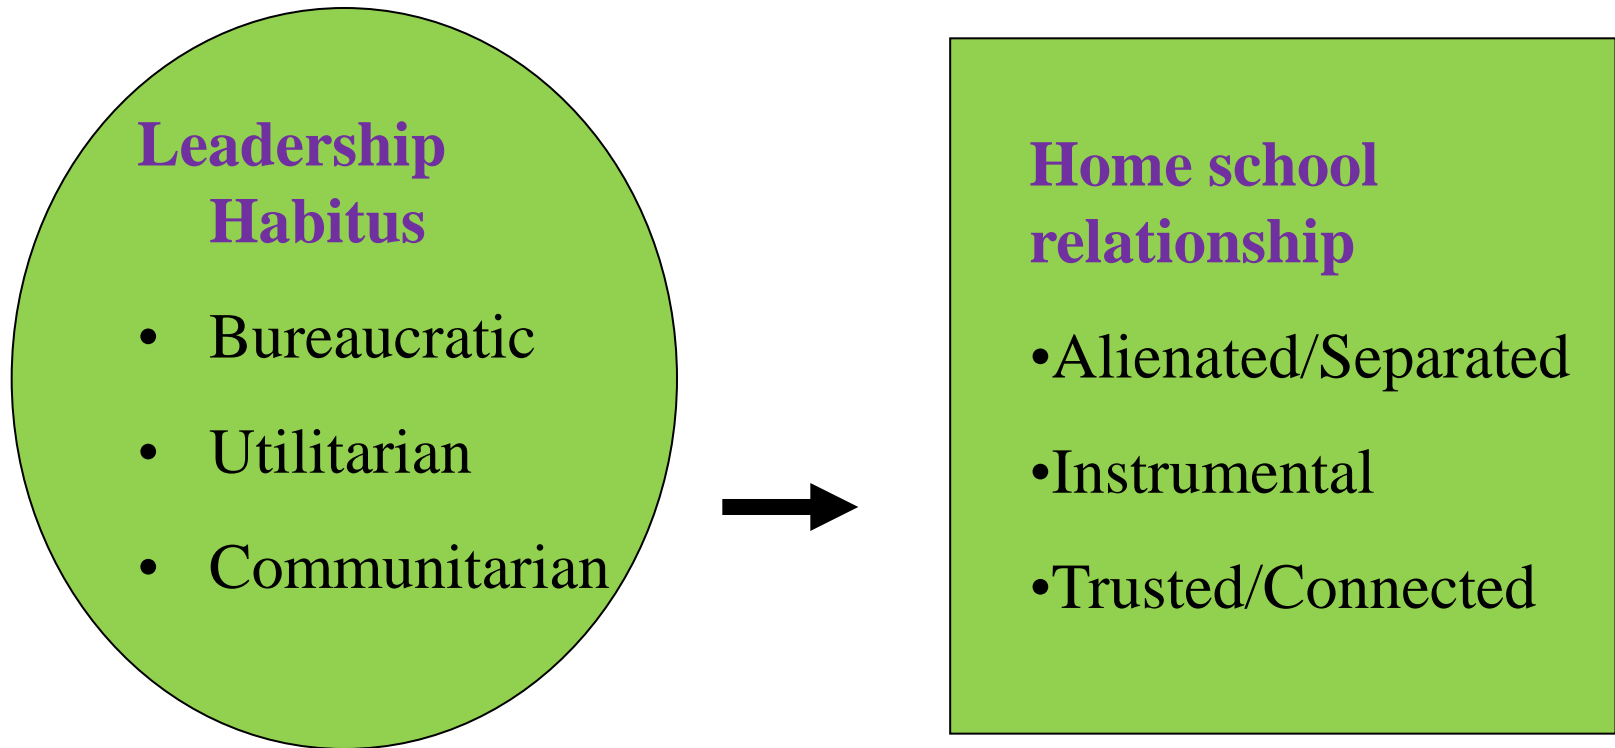 Leadership
Habitus
• Bureaucratic
• Utilitarian
• Communitarian
Home school
relationship
•Alienated/Separated
•Instrumental
•Trusted/Connected